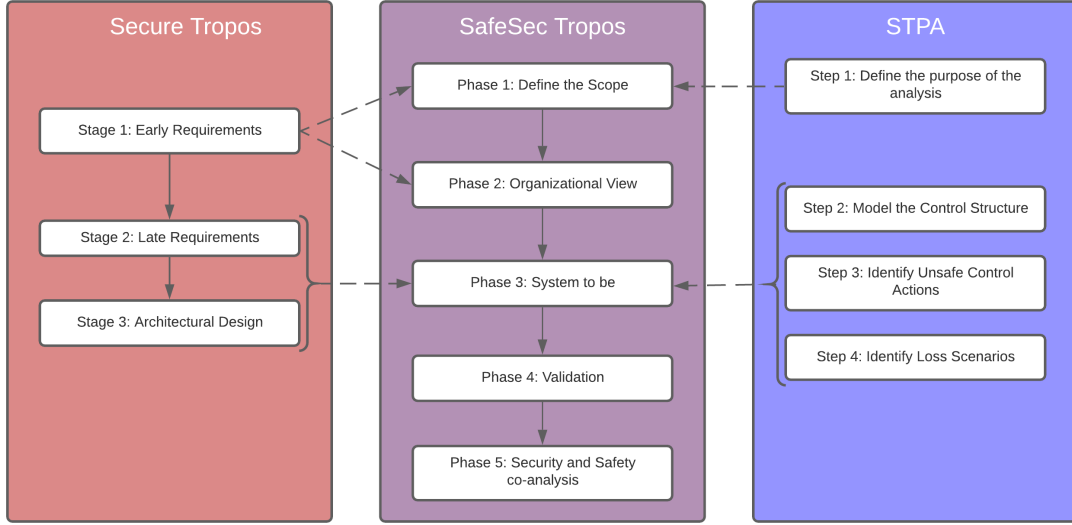 Secure Tropos
Stage 1: Early Requirements
Stage 2: Late Requirements
Stage 3: Architectural Design
SafeSec Tropos
Phase 1: Define the Scope
Phase 2: Organizational View
Phase 3: System to be
Phase 4: Validation
Phase 5: Security and Safety
co-analysis
STPA
Step 1: Define the purpose of the
analysis
Step 2: Model the Control Structure
Step 3: Identify Unsafe Control
Actions
Step 4: Identify Loss Scenarios